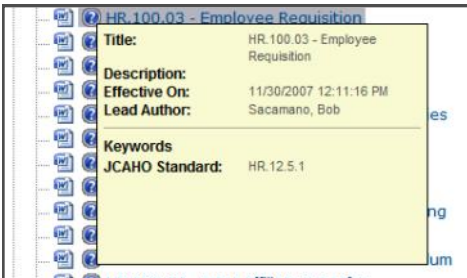 HR.100.03 - Employee Requisition
Title: HR.100.03 - Employee
Requisition
Description:
Effective On: 11/30/2007 12:11:16 PM
Lead Author: Sacamano, Bob
es
Keywords
JCAHO Standard: HR.12.5.1
ng
um